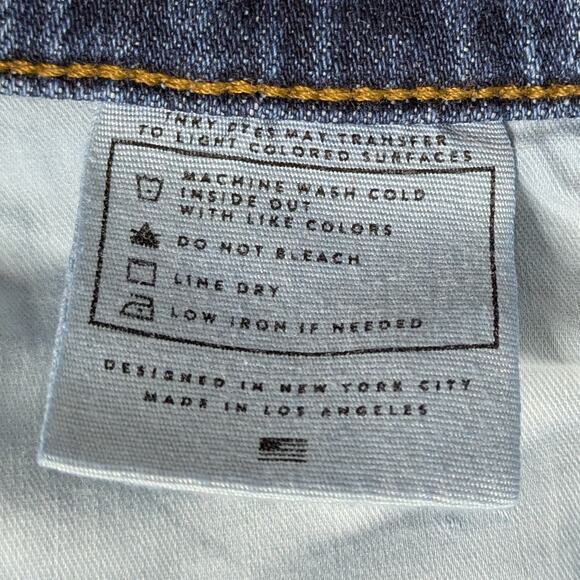 INKY DYES MAY TRANSFER
TO LIGHT COLORED SURFACES
MACHINE WASH COLD
INSIDE OUT
WITH LIKE COLORS
DO NOT BLEACH
LINE DRY
LOW IRON IF NEEDED
DESIGNED IN NEW YORK CITY
MADE IN LOS ANGELES